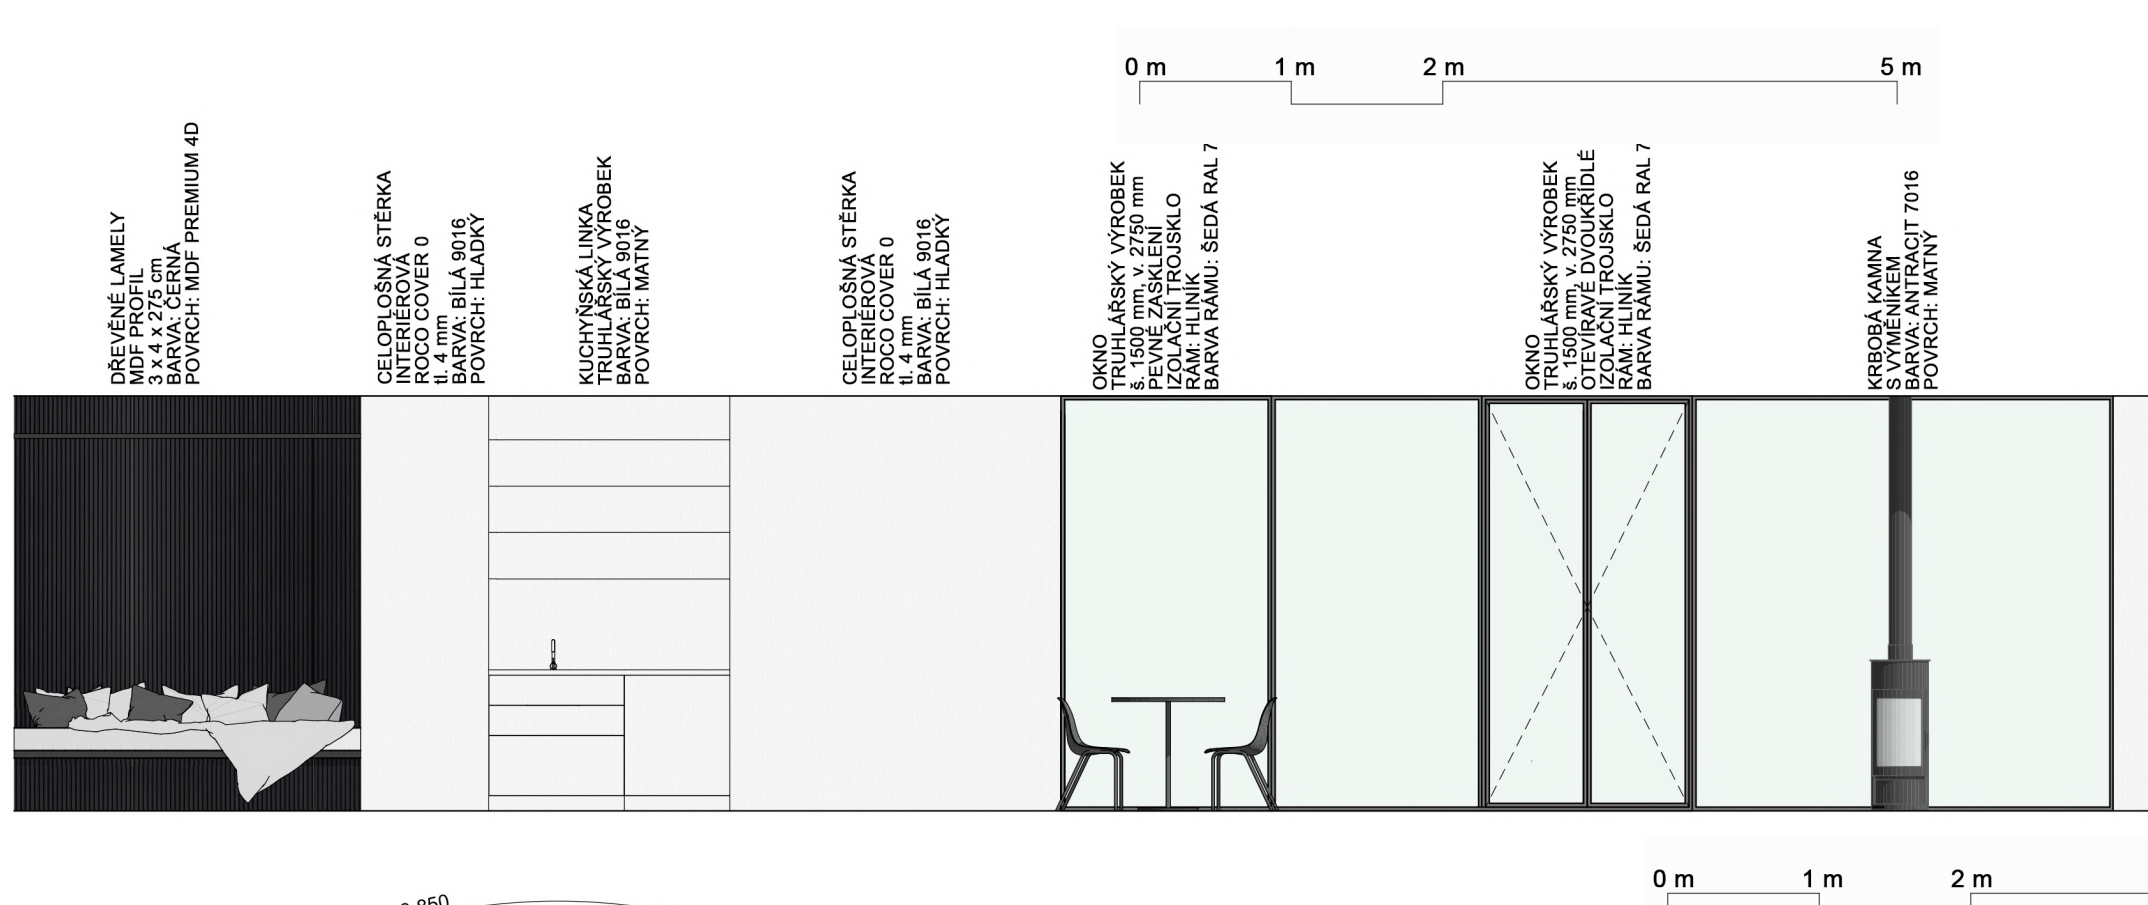 0 m 1 m 2 m 5 m
DŘEVĚNÉ LAMELY
MDF PROFIL
3 x 4 x 275 cm
BARVA: ČERNÁ
POVRCH: MDF PREMIUM 4D
CELOPLOŠNÁ STĚRKA
INTERIÉROVÁ
ROCO COVER 0
tl. 4 mm
BARVA: BÍLÁ 9016
POVRCH: HLADKÝ
KUCHYŇSKÁ LINKA
TRUHLÁŘSKÝ VÝROBEK
BARVA: BÍLÁ 9016
POVRCH: MATNÝ
CELOPLOŠNÁ STĚRKA
INTERIÉROVÁ
ROCO COVER 0
tl. 4 mm
BARVA: BÍLÁ 9016
POVRCH: HLADKÝ
OKNO
TRUHLÁŘSKÝ VÝROBEK
š. 1500 mm, v. 2750 mm
PEVNÉ ZASKLENÍ
IZOLAČNÍ TROJSKLO
RÁM: HLINÍK
BARVA RÁMU: ŠEDÁ RAL 7
OKNO
TRUHLÁŘSKÝ VÝROBEK
š. 1500 mm, v. 2750 mm
OTEVÍRAVÉ DVOUKŘÍDLÉ
IZOLAČNÍ TROJSKLO
RÁM: HLINÍK
BARVA RÁMU: ŠEDÁ RAL 7
KRBOBÁ KAMNA
S VÝMĚNÍKEM
BARVA: ANTRACIT 7016
POVRCH: MATNÝ
0 m 1 m 2 m